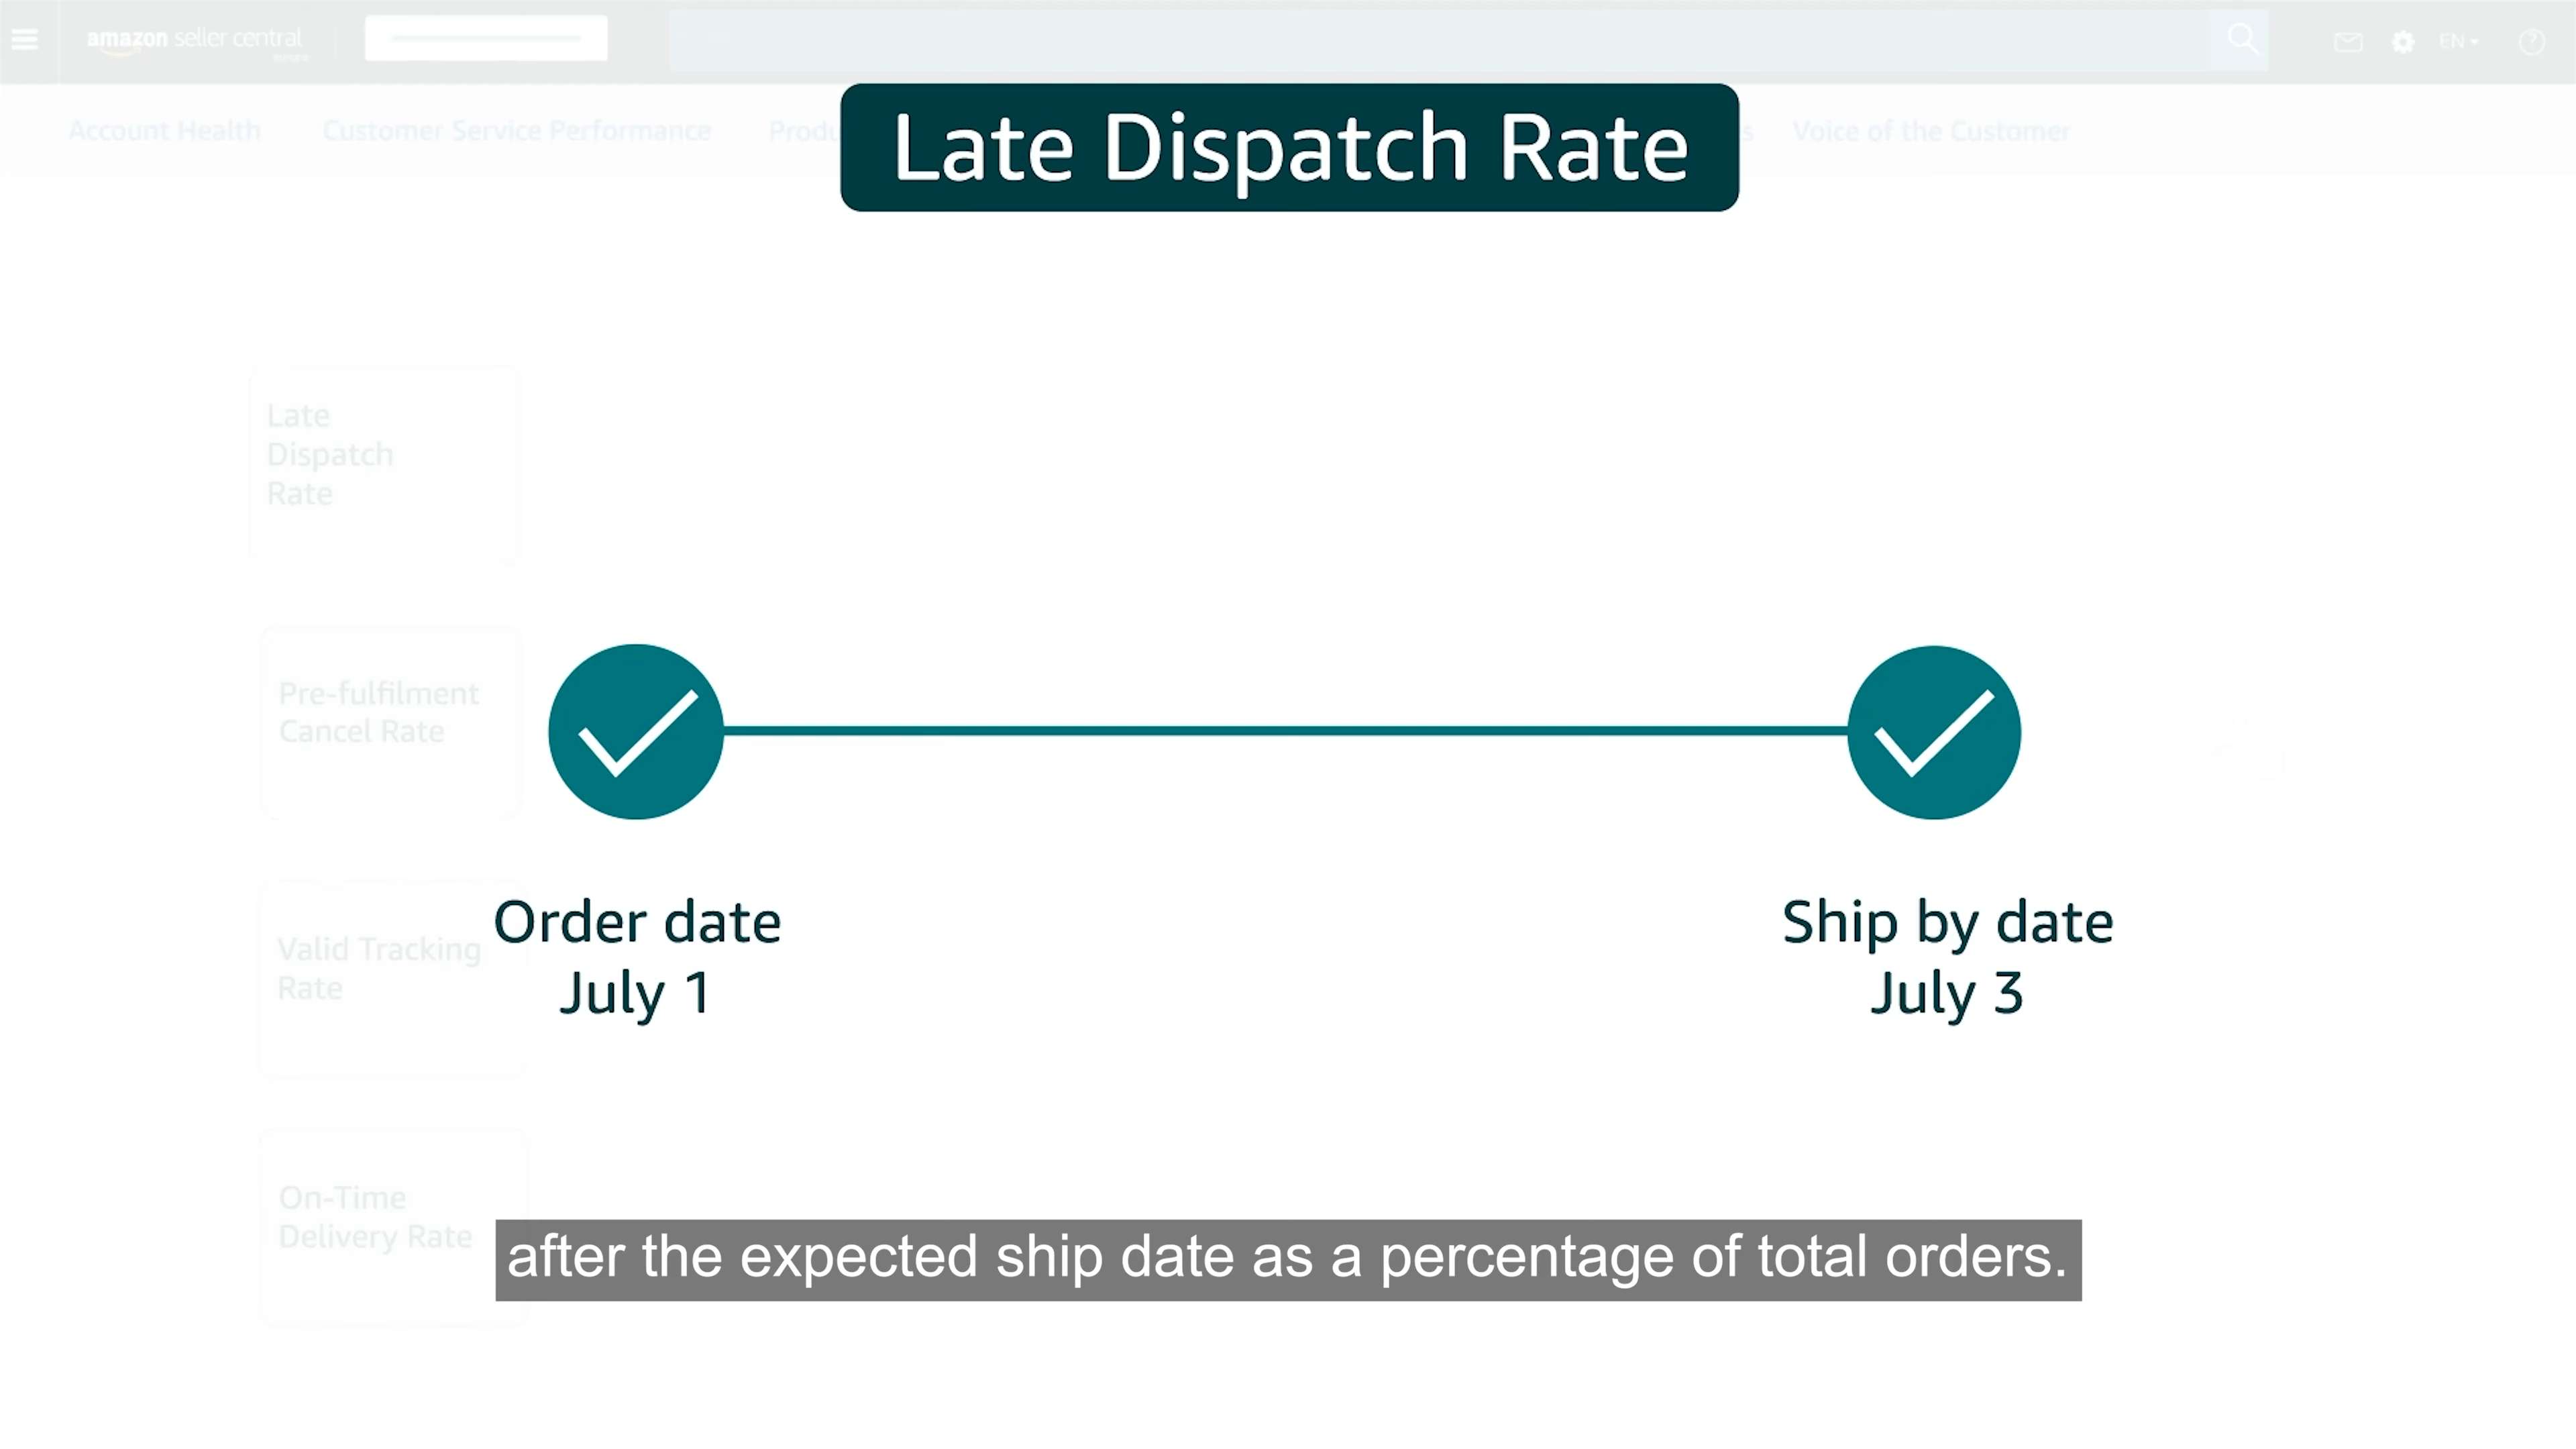 amazon seller central
EN
Account Health
Customer Service Performance
Voice of the Customer
Late Dispatch Rate
Late
Dispatch
Rate
Pre-fulfilment
Cancel Rate
Valid Tracking
Rate
On-Time
Delivery Rate
Order date
July 1
Ship by date
July 3
after the expected ship date as a percentage of total orders.